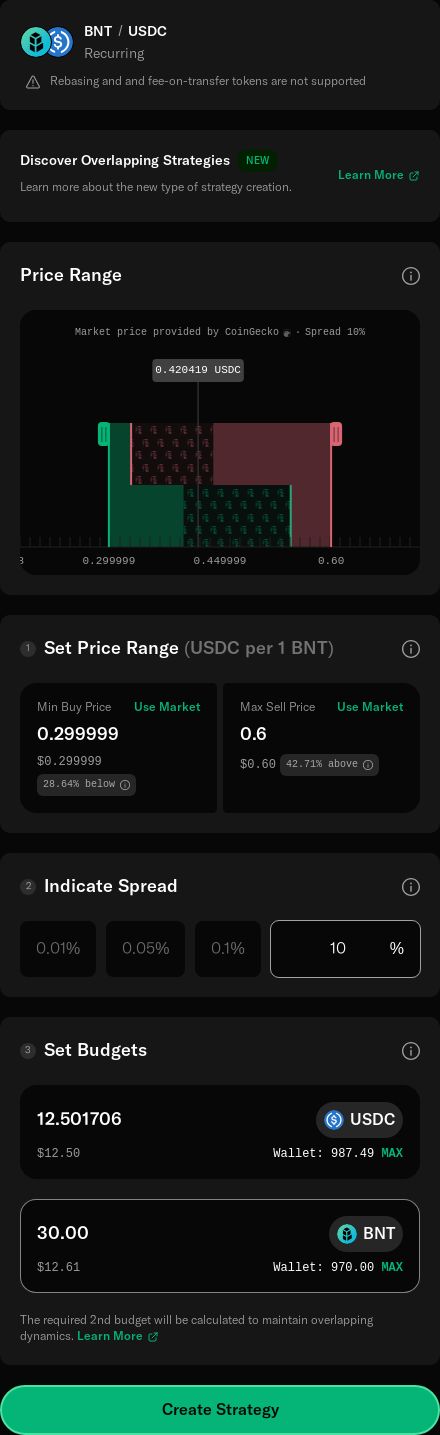 BNT / USDC
Recurring
Rebasing and and fee-on-transfer tokens are not supported
Discover Overlapping Strategies NEW
Learn more about the new type of strategy creation.
Learn More
Price Range
Market price provided by CoinGecko · Spread 10%
0.420419 USDC
0.299999 0.449999 0.60
1 Set Price Range (USDC per 1 BNT)
Min Buy Price Use Market
0.299999
$0.299999
28.64% below
Max Sell Price Use Market
0.6
$0.60 42.71% above
2 Indicate Spread
0.01% 0.05% 0.1% 10 %
3 Set Budgets
12.501706 USDC
$12.50 Wallet: 987.49 MAX
30.00 BNT
$12.61 Wallet: 970.00 MAX
The required 2nd budget will be calculated to maintain overlapping
dynamics. Learn More
Create Strategy